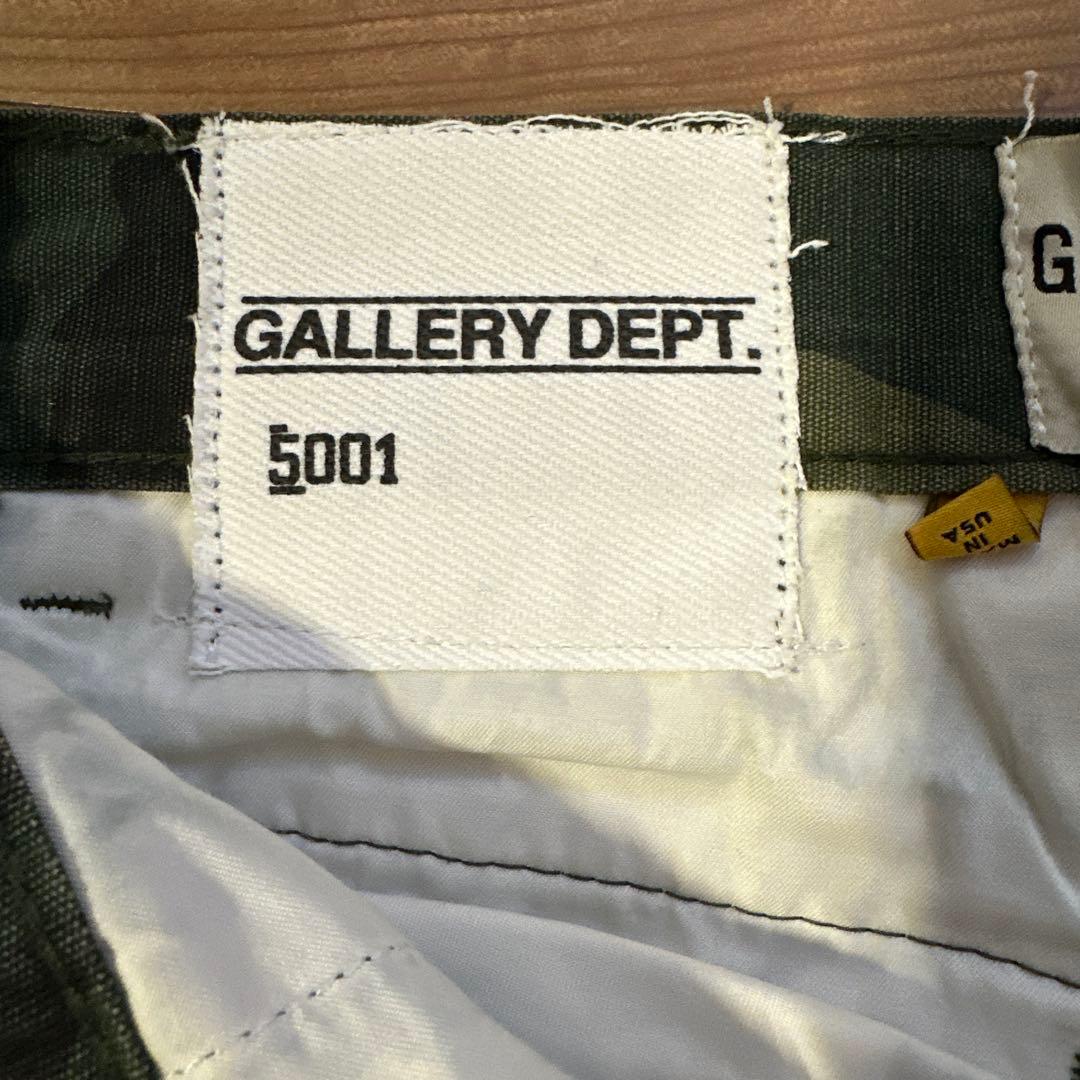 GALLERY DEPT.
5001
G
MADE
IN
USA